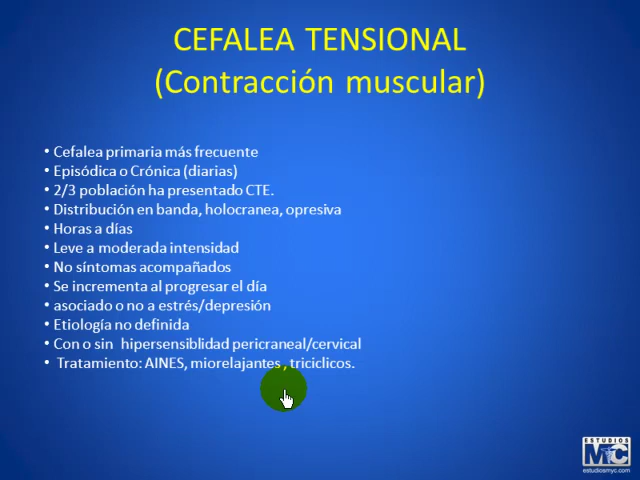 CEFALEA TENSIONAL
(Contracción muscular)
• Cefalea primaria más frecuente
• Episódica o Crónica (diarias)
• 2/3 población ha presentado CTE.
• Distribución en banda, holocranea, opresiva
• Horas a días
• Leve a moderada intensidad
• No síntomas acompañados
• Se incrementa al progresar el día
• asociado o no a estrés/depresión
• Etiología no definida
• Con o sin hipersensiblidad pericraneal/cervical
• Tratamiento: AINES, miorelajantes , triciclicos.
ESTUDIOS
MyC
estudiosmyc.com